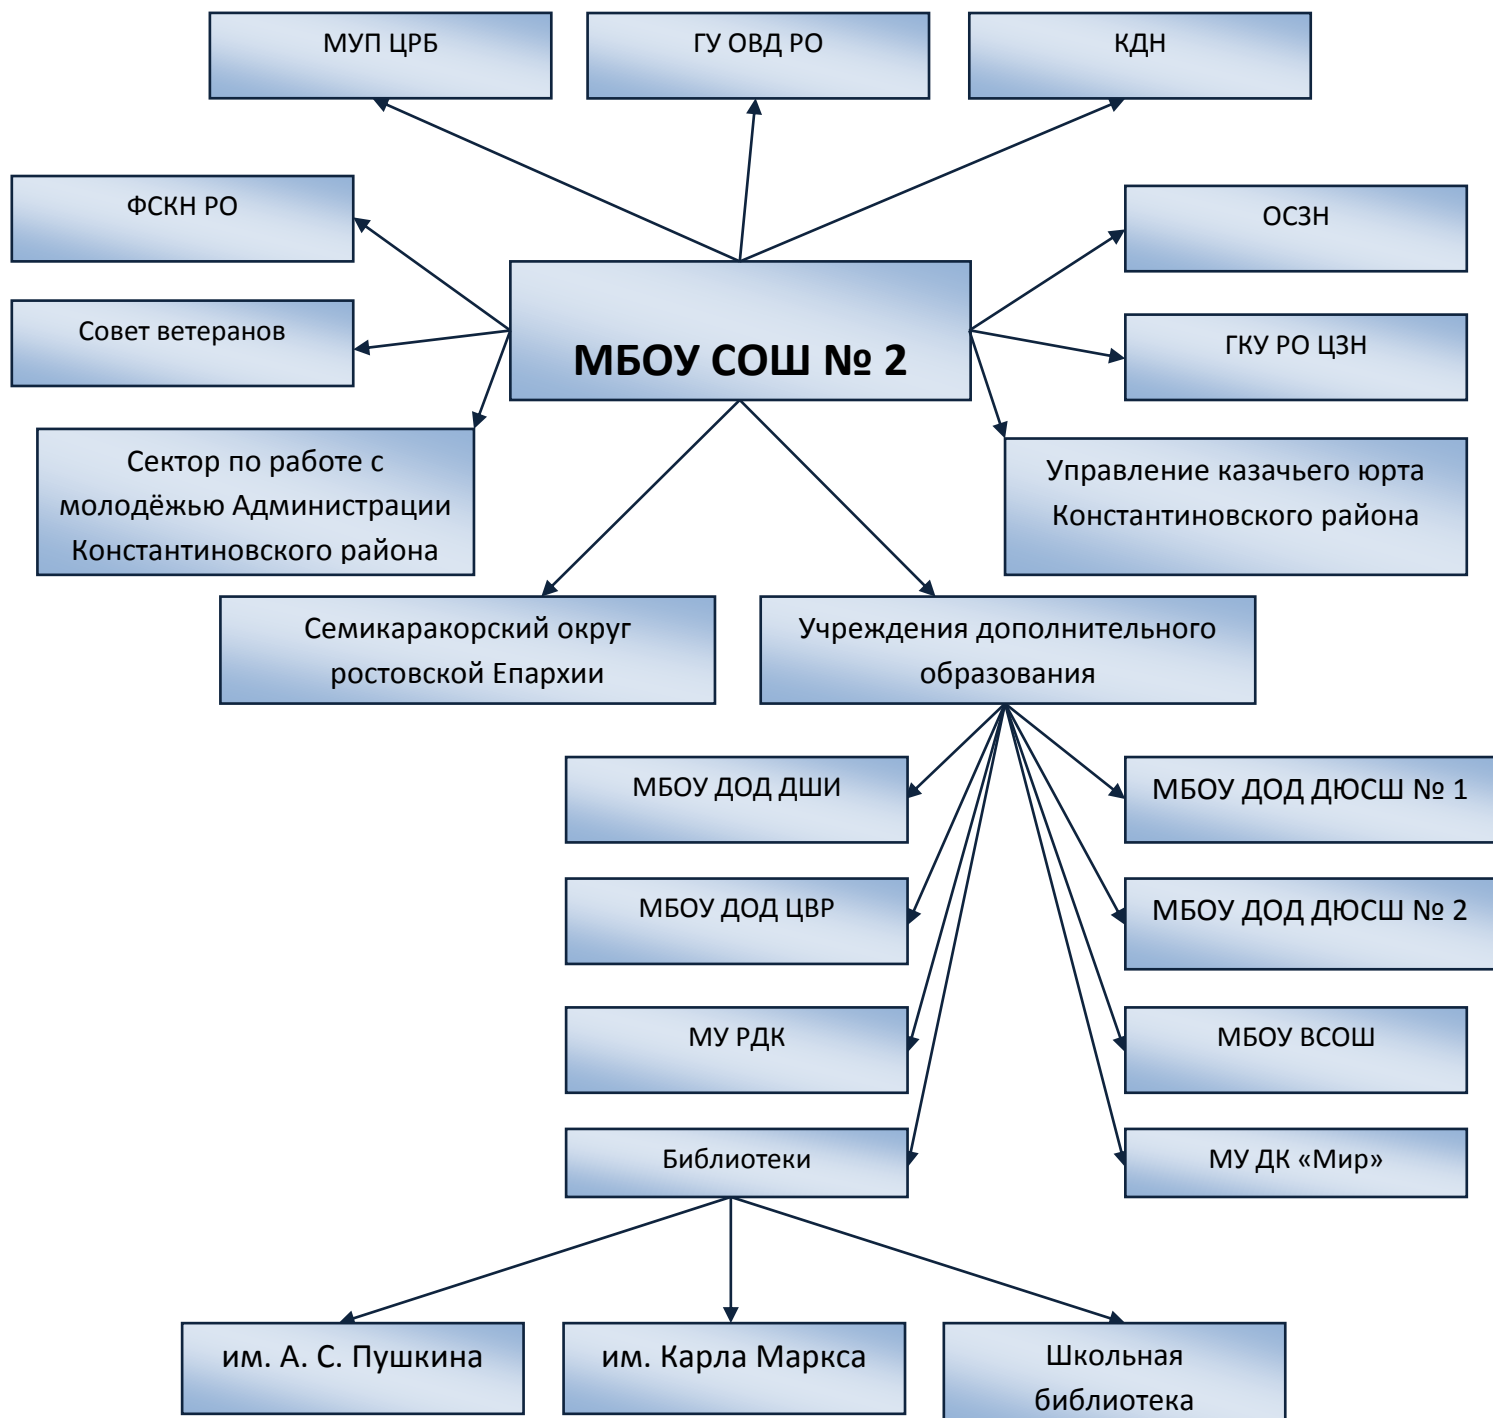 МУП ЦРБ
ГУ ОВД РО
КДН
ФСКН РО
ОСЗН
Совет ветеранов
МБОУ СОШ № 2
ГКУ РО ЦЗН
Сектор по работе с
молодёжью Администрации
Константиновского района
Управление казачьего юрта
Константиновского района
Семикаракорский округ
ростовской Епархии
Учреждения дополнительного
образования
МБОУ ДОД ДШИ
МБОУ ДОД ДЮСШ № 1
МБОУ ДОД ЦВР
МБОУ ДОД ДЮСШ № 2
МУ РДК
МБОУ ВСОШ
Библиотеки
МУ ДК «Мир»
им. А. С. Пушкина
им. Карла Маркса
Школьная
библиотека